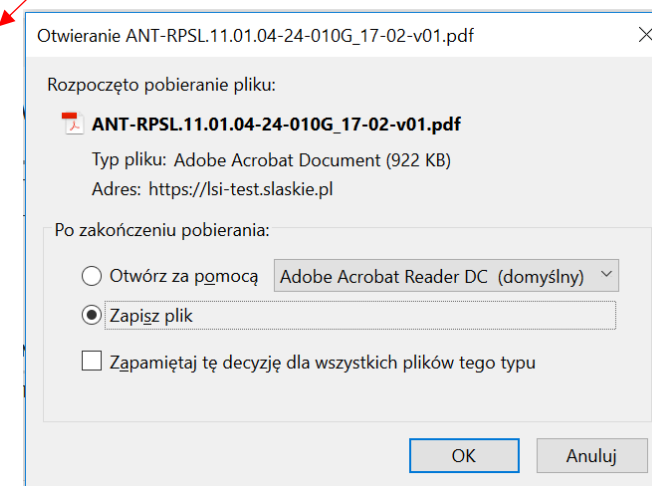 Otwieranie ANT-RPSL.11.01.04-24-010G_17-02-v01.pdf
Rozpoczęto pobieranie pliku:
ANT-RPSL.11.01.04-24-010G_17-02-v01.pdf
Typ pliku: Adobe Acrobat Document (922 KB)
Adres: https://lsi-test.slaskie.pl
Po zakończeniu pobierania:
Otwórz za pomocą Adobe Acrobat Reader DC (domyślny)
Zapisz plik
Zapamiętaj tę decyzję dla wszystkich plików tego typu
OK Anuluj